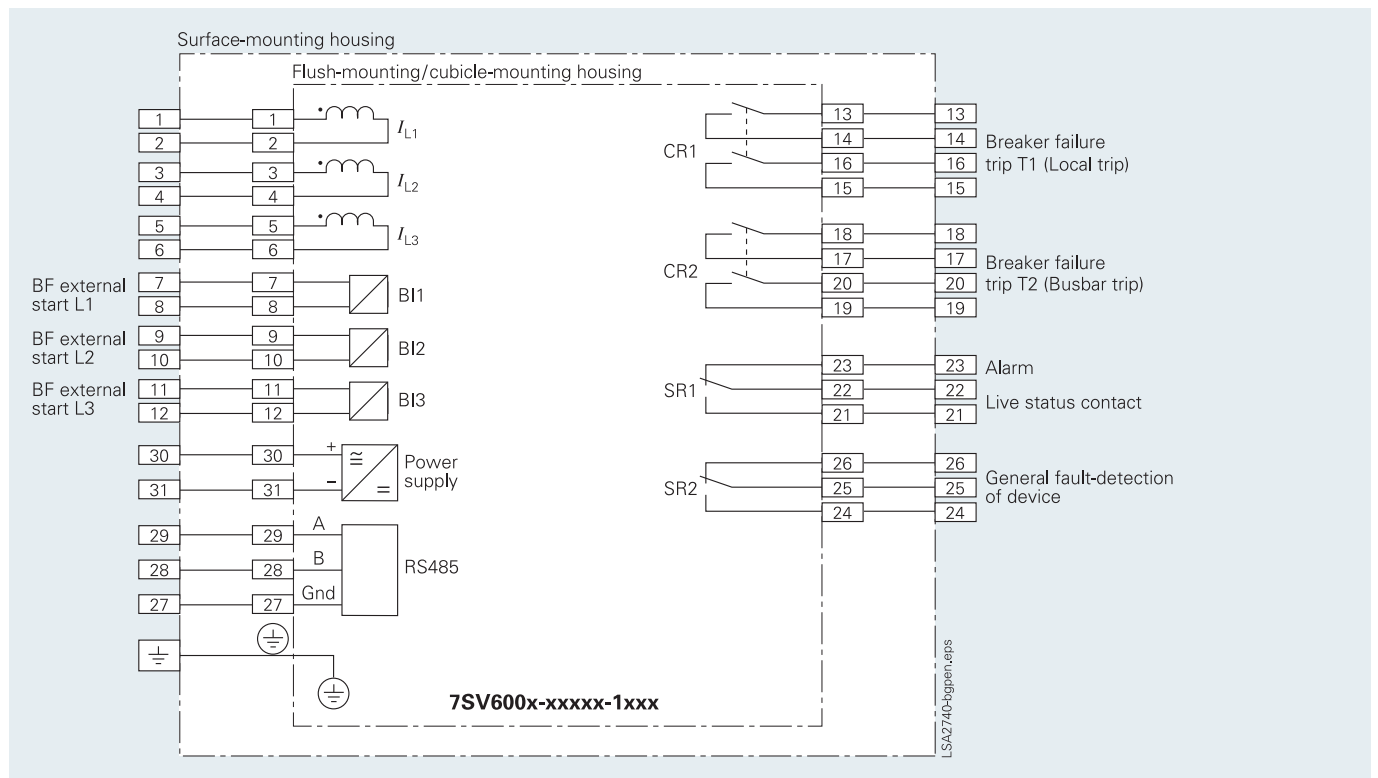 Surface-mounting housing
Flush-mounting/cubicle-mounting housing
1 1 IL1
2 2
3 3 IL2
4 4
5 5 IL3
6 6
BF external
start L1
7 7 BI1
8 8
BF external
start L2
9 9 BI2
10 10
BF external
start L3
11 11 BI3
12 12
30 30 + ≅ Power
supply
31 31 − =
29 29 A
28 28 B RS485
27 27 Gnd
CR1
13 13
14 14
16 16
15 15
Breaker failure
trip T1 (Local trip)
CR2
18 18
17 17
20 20
19 19
Breaker failure
trip T2 (Busbar trip)
SR1
23 23 Alarm
22 22
21 21
Live status contact
SR2
26 26
25 25
24 24
General fault-detection
of device
7SV600x-xxxxx-1xxx
LSA2740-bgpen.eps